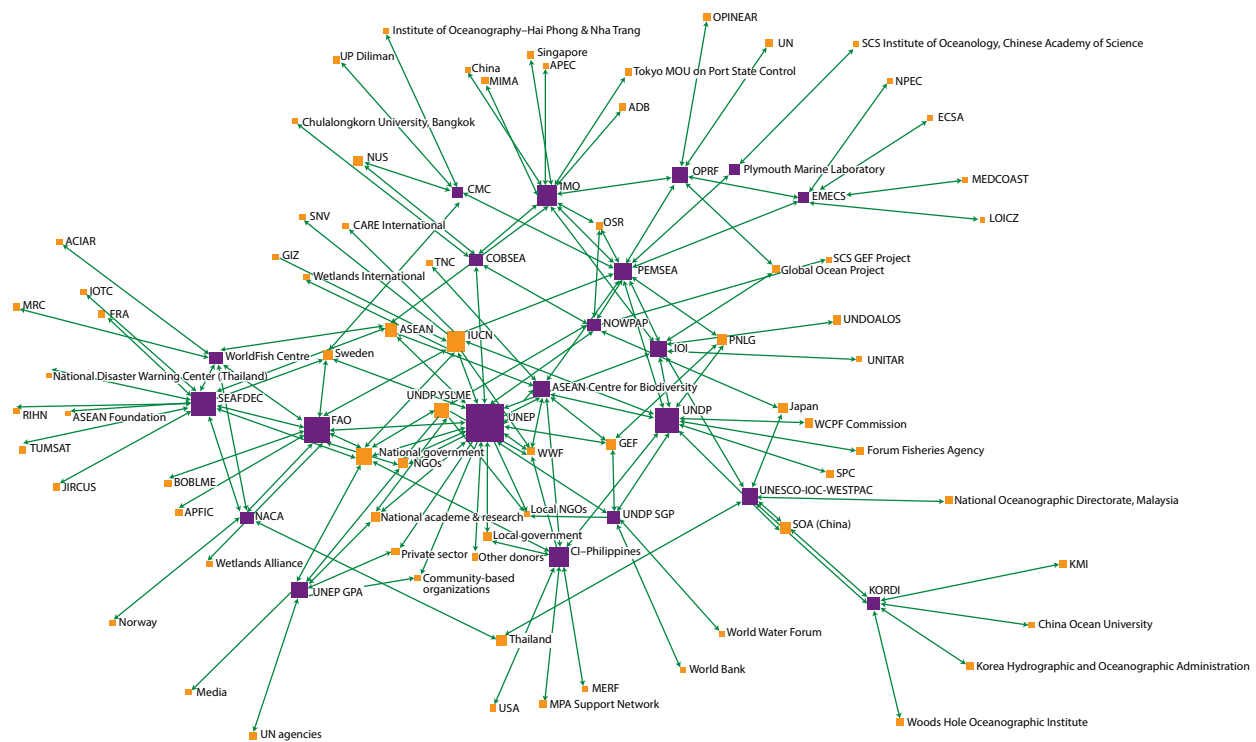 OPINEAR
Institute of Oceanography–Hai Phong & Nha Trang
UN
SCS Institute of Oceanology, Chinese Academy of Science
Singapore
UP Diliman
APEC
China
Tokyo MOU on Port State Control
MIMA
NPEC
ADB
ECSA
Chulalongkorn University, Bangkok
NUS
Plymouth Marine Laboratory
OPRF
MEDCOAST
IMO
CMC
EMECS
SNV
LOICZ
CARE International
OSR
ACIAR
GIZ
SCS GEF Project
COBSEA
TNC
PEMSEA
Global Ocean Project
Wetlands International
IOTC
MRC
FRA
UNDOALOS
NOWPAP
ASEAN
IUCN
PNLG
IOI
WorldFish Centre
Sweden
UNITAR
National Disaster Warning Center (Thailand)
ASEAN Centre for Biodiversity
UNDP YSLME
SEAFDEC
Japan
RIHN
ASEAN Foundation
FAO
UNEP
UNDP
WCPF Commission
TUMSAT
National government
WWF
GEF
Forum Fisheries Agency
NGOs
SPC
JIRCUS
BOBLME
UNESCO-IOC-WESTPAC
National Oceanographic Directorate, Malaysia
APFIC
NACA
National academe & research
Local NGOs
UNDP SGP
SOA (China)
Local government
Private sector
Other donors
CI–Philippines
Wetlands Alliance
KMI
Community-based
organizations
UNEP GPA
KORDI
Norway
China Ocean University
World Water Forum
Thailand
World Bank
Korea Hydrographic and Oceanographic Administration
Media
MERF
USA
MPA Support Network
Woods Hole Oceanographic Institute
UN agencies